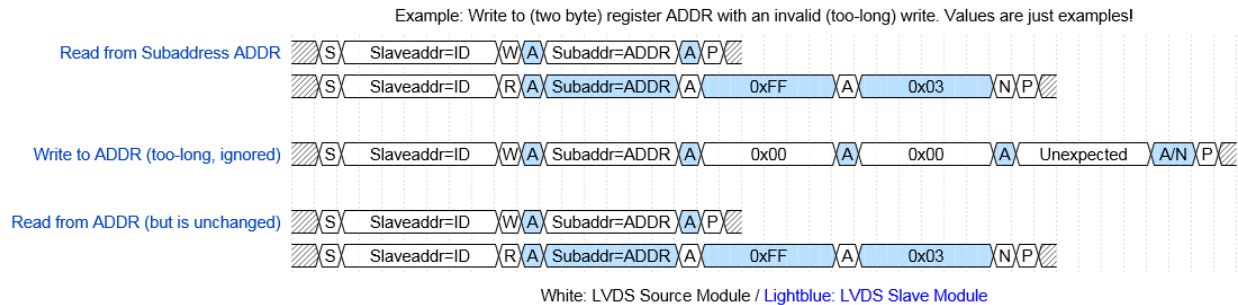 Example: Write to (two byte) register ADDR with an invalid (too-long) write. Values are just examples!
Read from Subaddress ADDR S Slaveaddr=ID W A Subaddr=ADDR A P
S Slaveaddr=ID R A Subaddr=ADDR A 0xFF A 0x03 N P
Write to ADDR (too-long, ignored) S Slaveaddr=ID W A Subaddr=ADDR A 0x00 A 0x00 A Unexpected A/N P
Read from ADDR (but is unchanged) S Slaveaddr=ID W A Subaddr=ADDR A P
S Slaveaddr=ID R A Subaddr=ADDR A 0xFF A 0x03 N P
White: LVDS Source Module / Lightblue: LVDS Slave Module